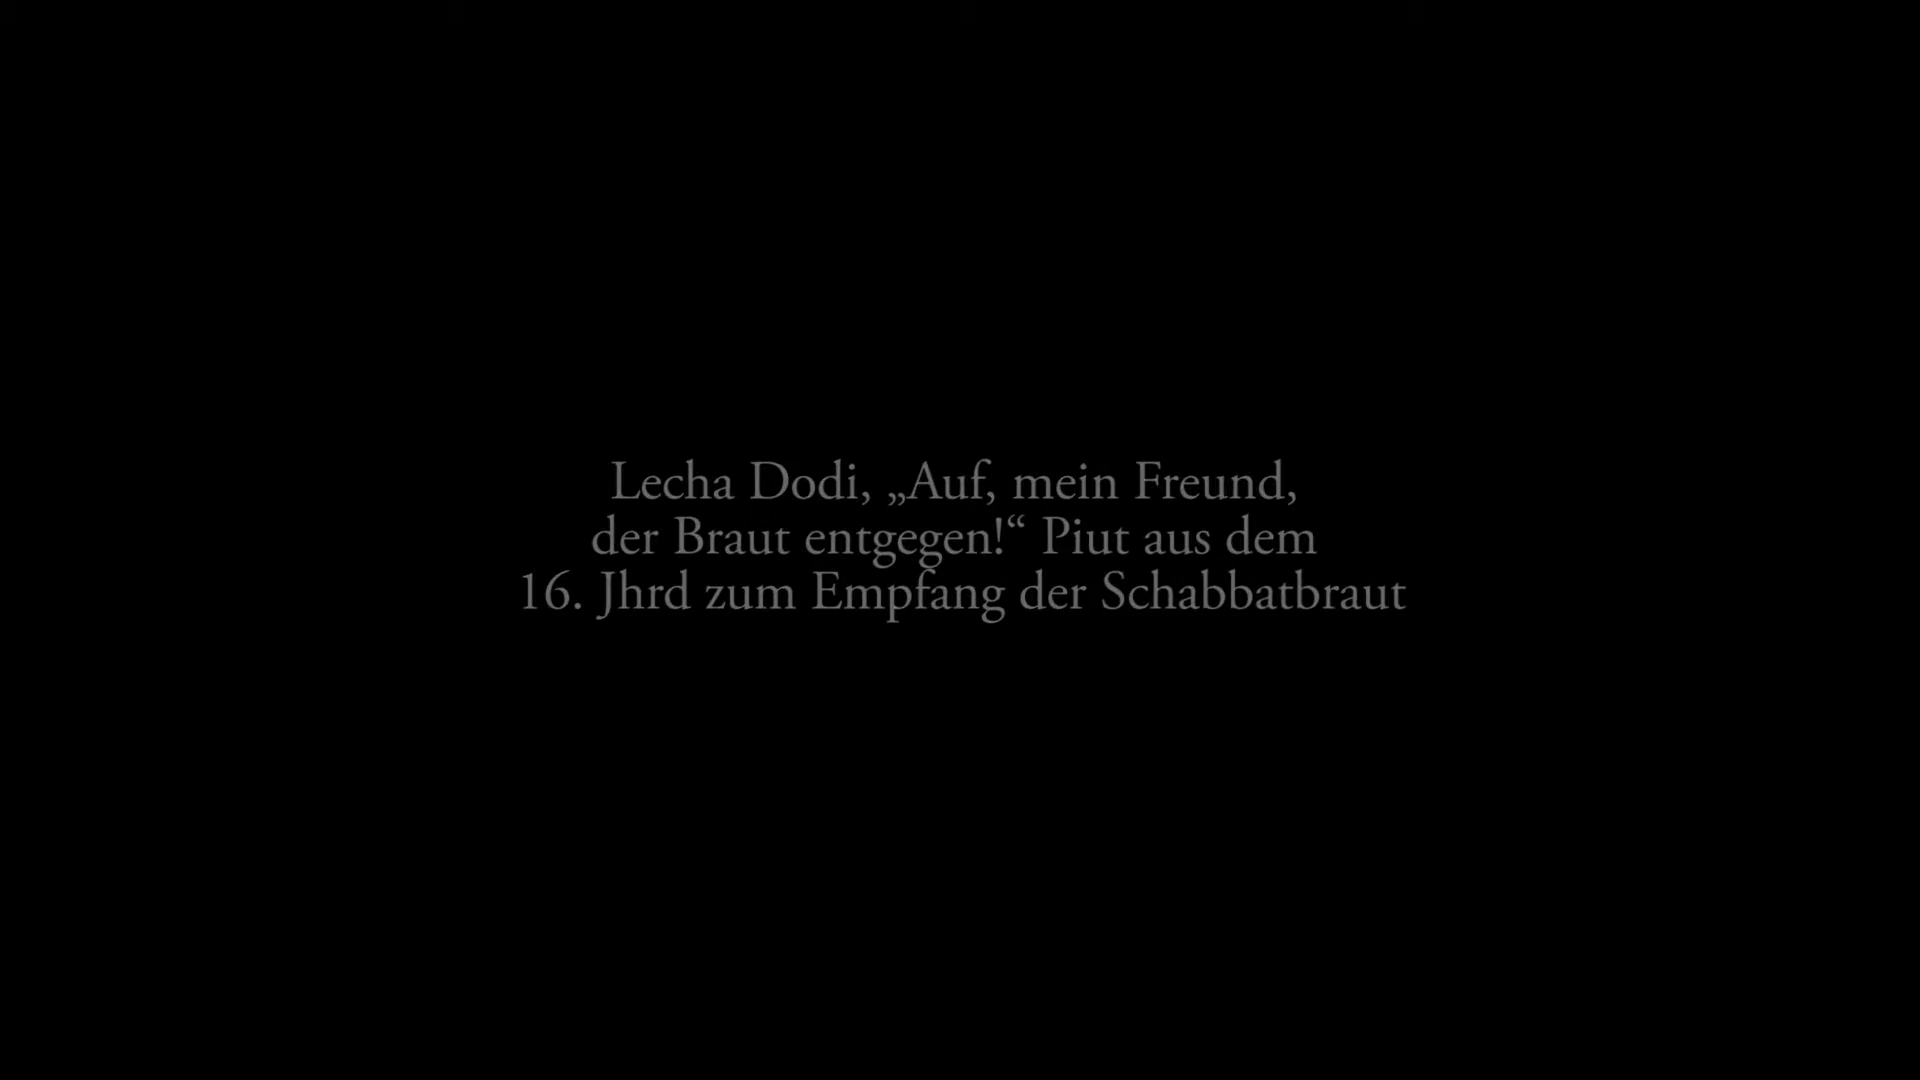 Lecha Dodi, „Auf, mein Freund,
der Braut entgegen!“ Piut aus dem
16. Jhrd zum Empfang der Schabbatbraut